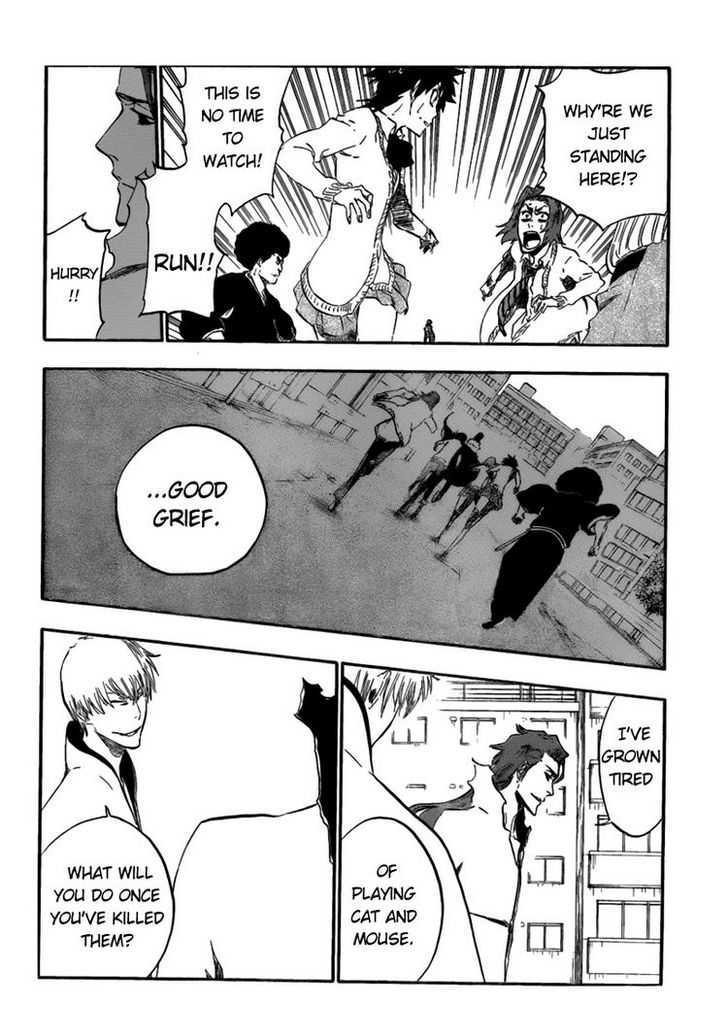 WHY'RE WE
JUST
STANDING
HERE!?
THIS IS
NO TIME
TO
WATCH!
RUN!!
HURRY
!!
...GOOD
GRIEF.
I'VE
GROWN
TIRED
OF
PLAYING
CAT AND
MOUSE.
WHAT WILL
YOU DO ONCE
YOU'VE KILLED
THEM?